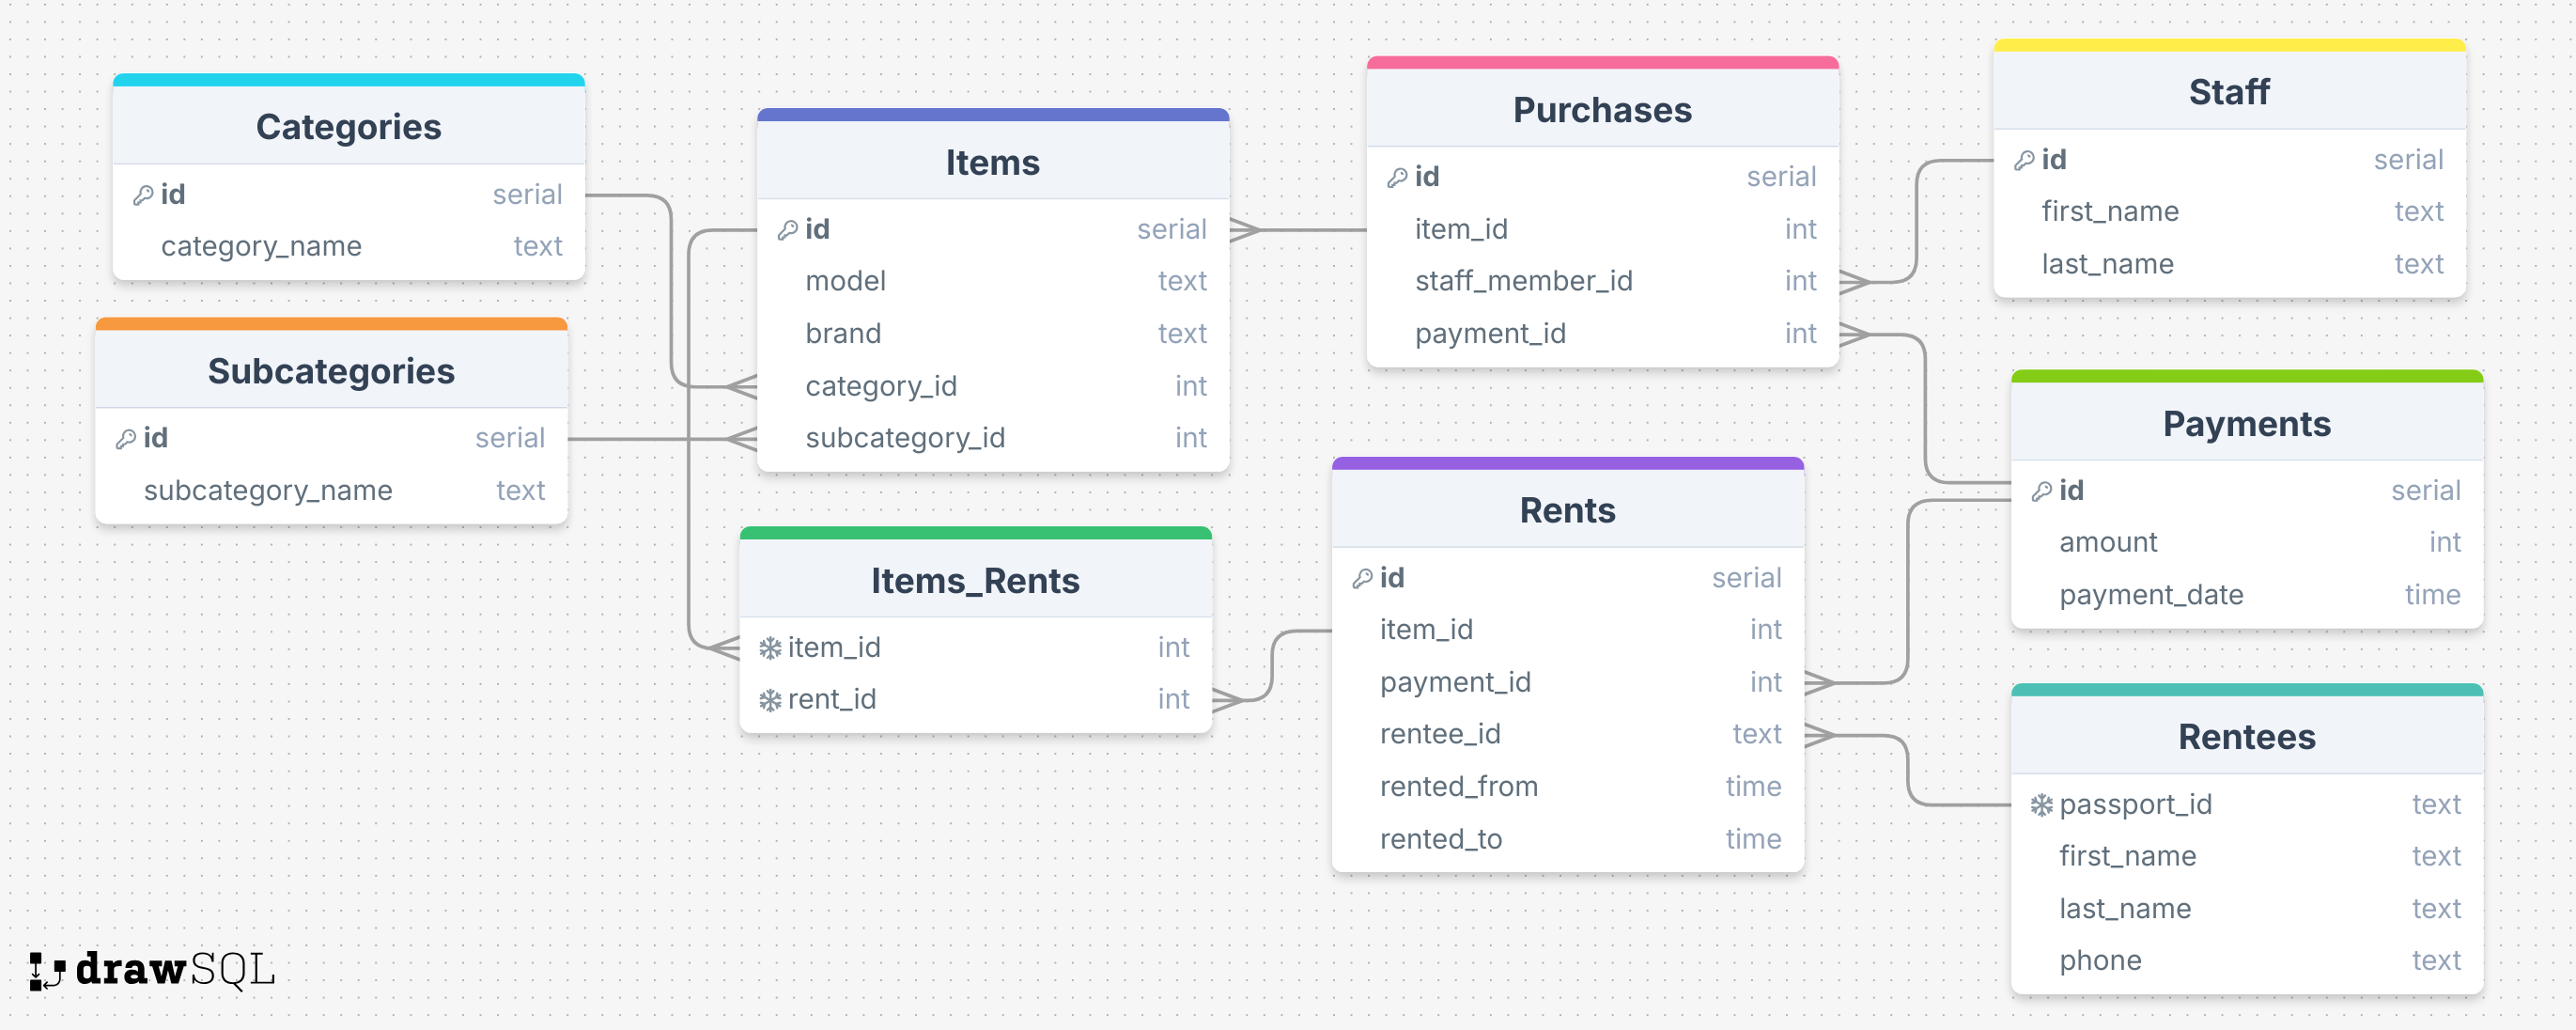 Categories
id serial
category_name text
Subcategories
id serial
subcategory_name text
Items
id serial
model text
brand text
category_id int
subcategory_id int
Items_Rents
item_id int
rent_id int
Purchases
id serial
item_id int
staff_member_id int
payment_id int
Rents
id serial
item_id int
payment_id int
rentee_id text
rented_from time
rented_to time
Staff
id serial
first_name text
last_name text
Payments
id serial
amount int
payment_date time
Rentees
passport_id text
first_name text
last_name text
phone text
drawSQL